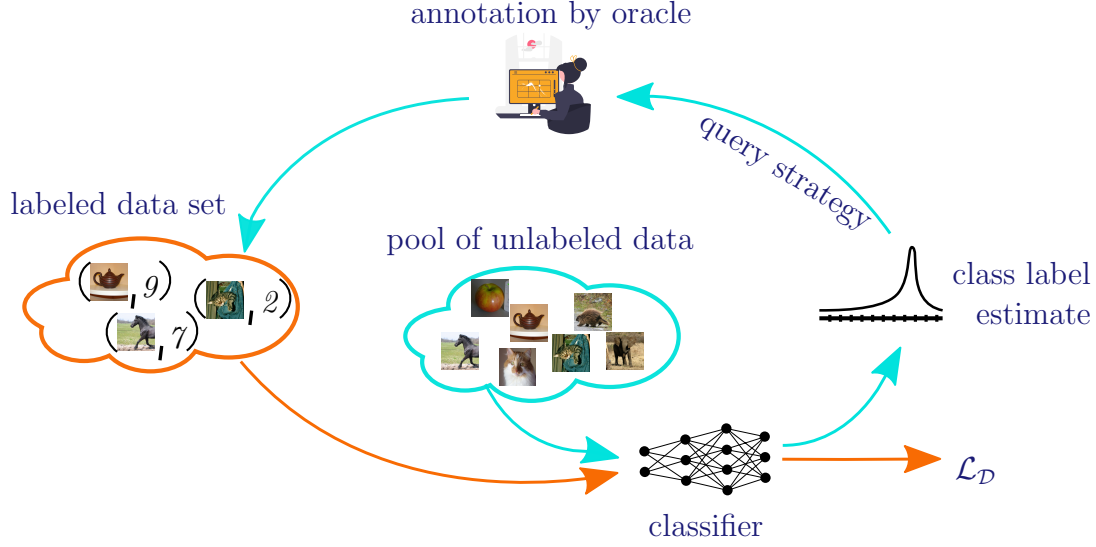 annotation by oracle
query strategy
labeled data set
pool of unlabeled data
( , 9)
( , 2)
( , 7)
class label
estimate
classifier
ℒ_𝒟